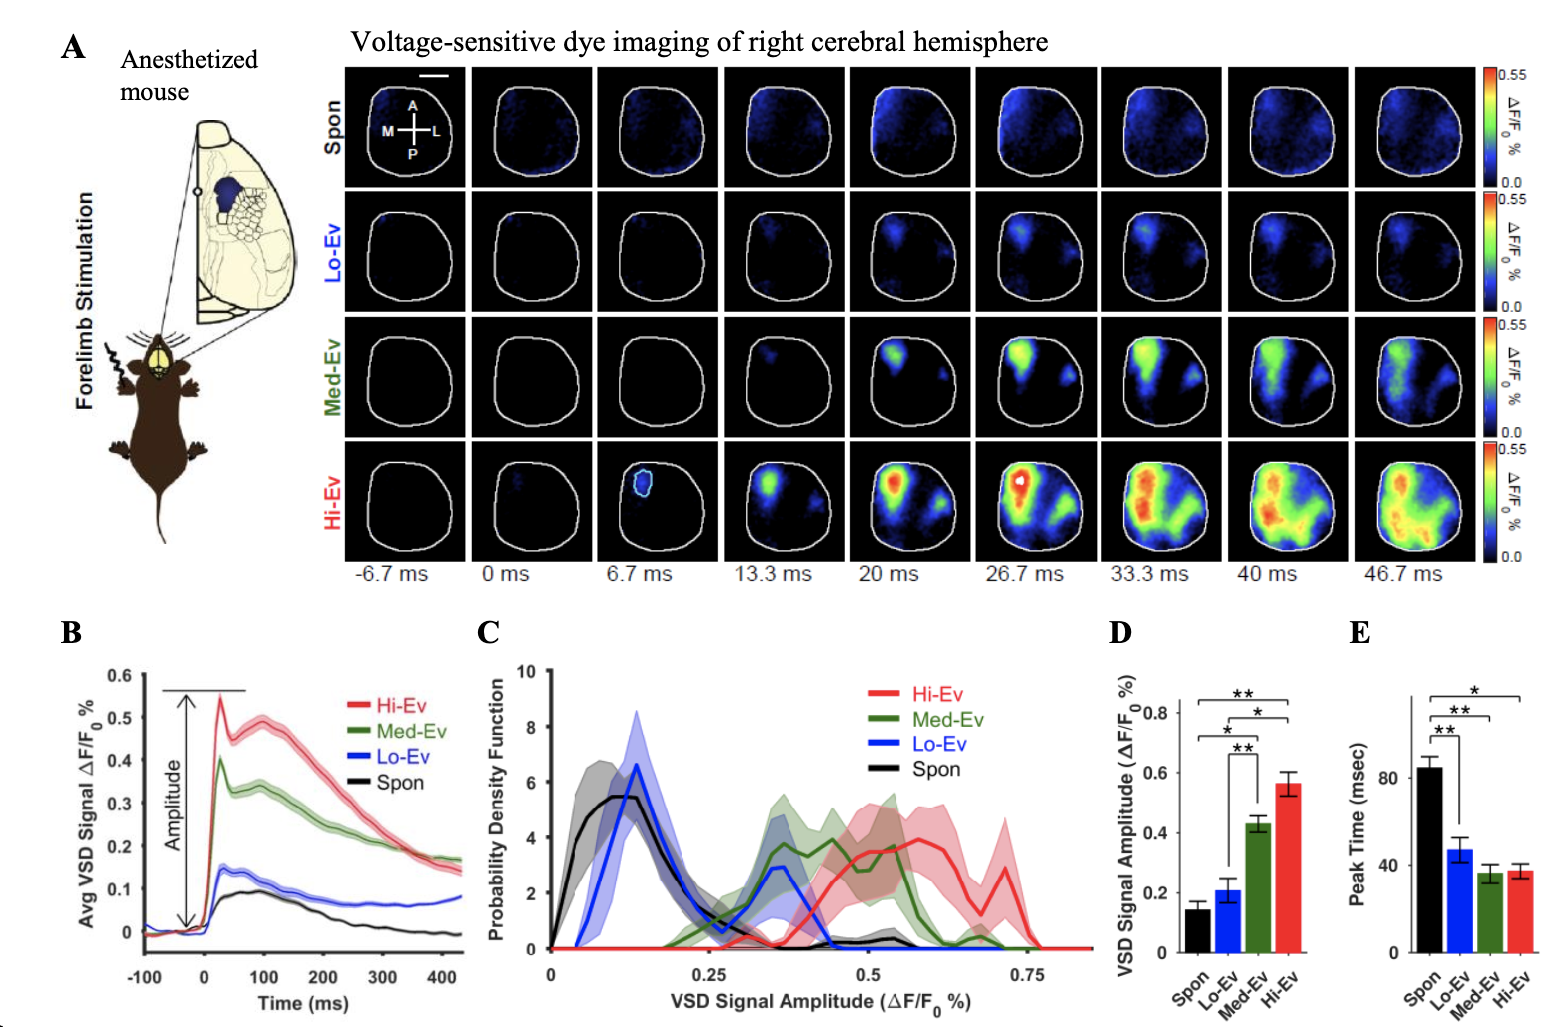 A
Anesthetized
mouse
Voltage-sensitive dye imaging of right cerebral hemisphere
Forelimb Stimulation
Spon
A
M L
P
0.55
ΔF/F0 %
0.0
Lo-Ev
0.55
ΔF/F0 %
0.0
Med-Ev
0.55
ΔF/F0 %
0.0
Hi-Ev
0.55
ΔF/F0 %
0.0
-6.7 ms 0 ms 6.7 ms 13.3 ms 20 ms 26.7 ms 33.3 ms 40 ms 46.7 ms
B
Avg VSD Signal ΔF/F0 %
0.6
0.5
0.4
0.3
0.2
0.1
0
Amplitude
Hi-Ev
Med-Ev
Lo-Ev
Spon
-100 0 100 200 300 400
Time (ms)
C
Probability Density Function
10
8
6
4
2
0
Hi-Ev
Med-Ev
Lo-Ev
Spon
0 0.25 0.5 0.75
VSD Signal Amplitude (ΔF/F0 %)
D
VSD Signal Amplitude (ΔF/F0 %)
0.8
0.6
0.4
0.2
0
**
*
*
**
Spon Lo-Ev Med-Ev Hi-Ev
E
Peak Time (msec)
80
40
0
*
**
**
Spon Lo-Ev Med-Ev Hi-Ev